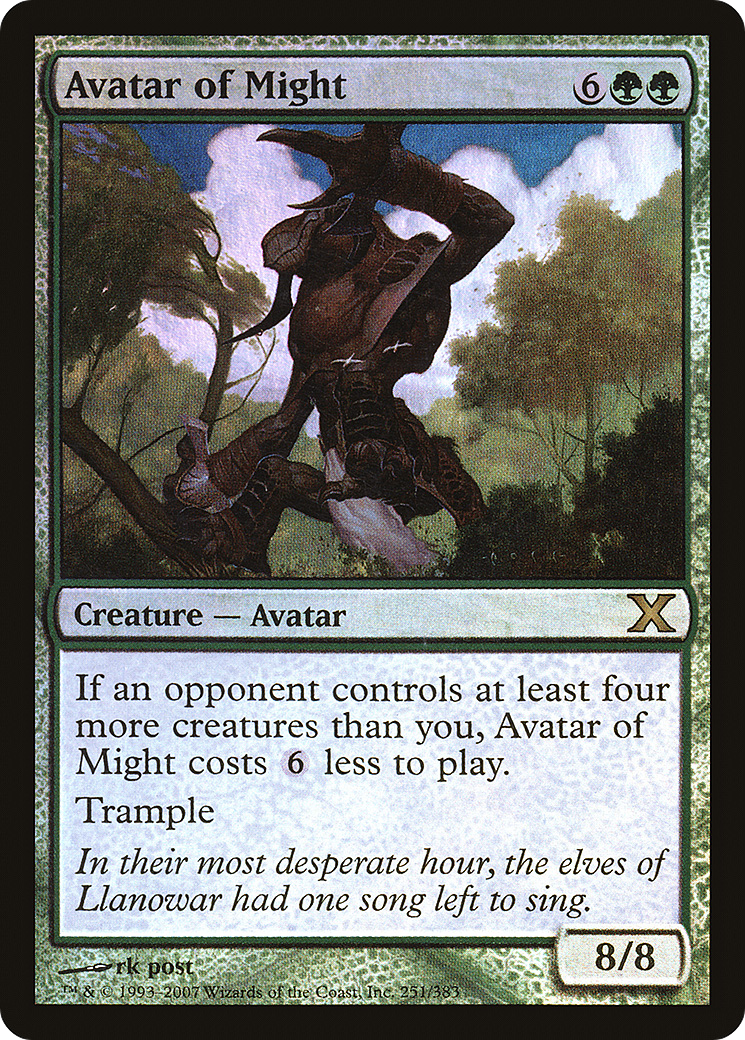 Avatar of Might 6
Creature — Avatar X
If an opponent controls at least four
more creatures than you, Avatar of
Might costs 6 less to play.
Trample
In their most desperate hour, the elves of
Llanowar had one song left to sing.
8/8
rk post
™ & © 1993–2007 Wizards of the Coast, Inc. 251/383